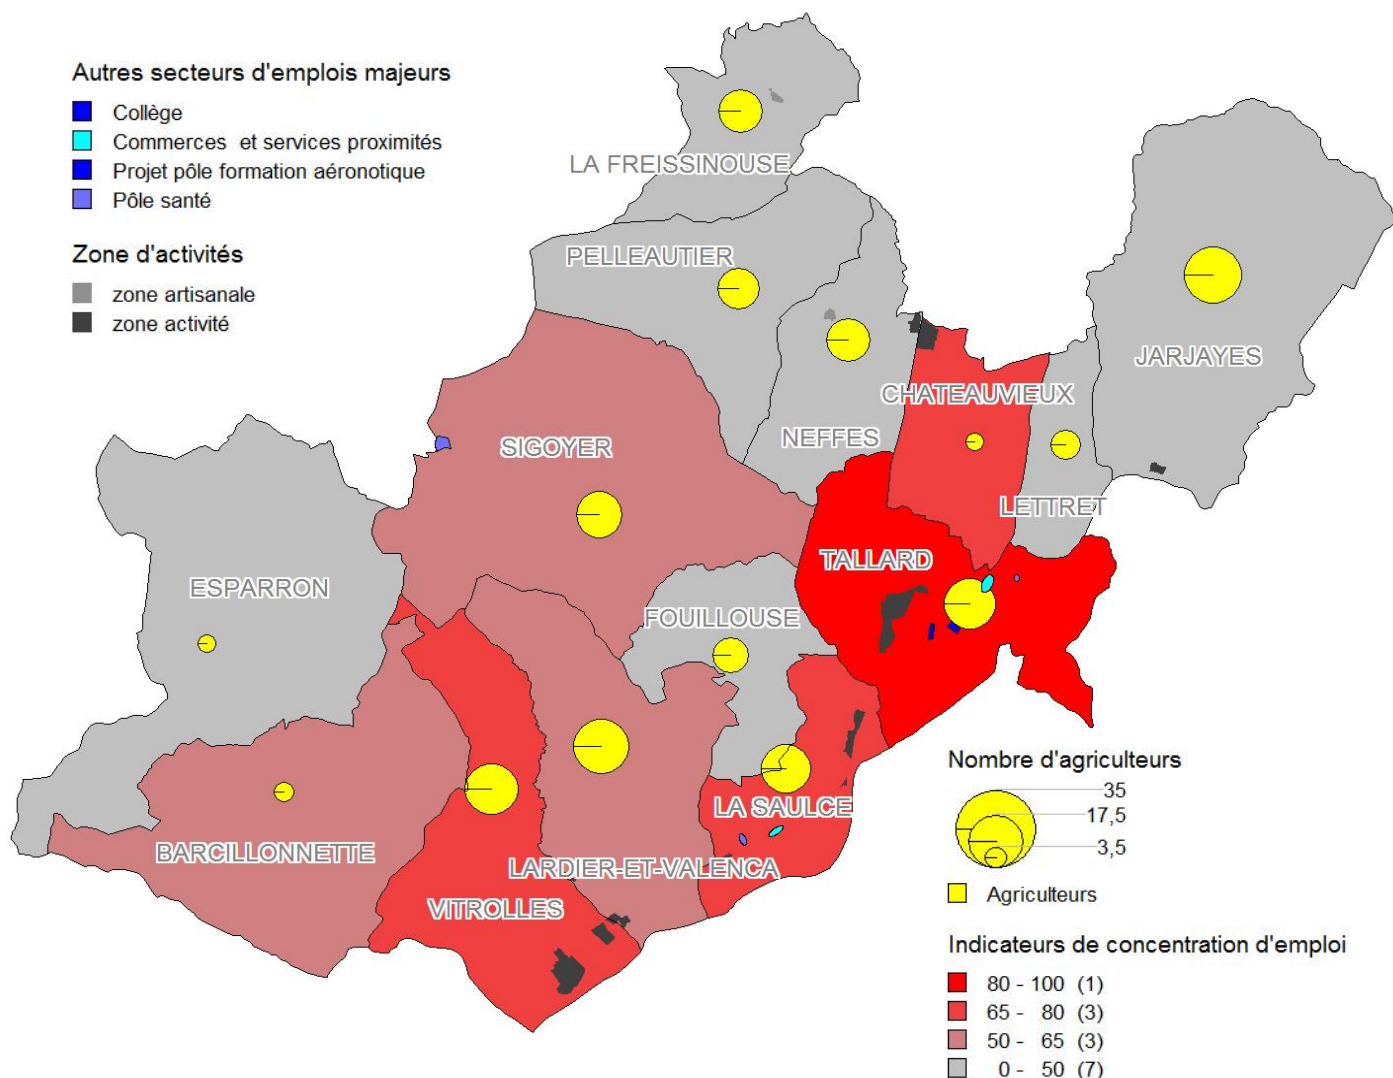 Autres secteurs d'emplois majeurs
Collège
Commerces et services proximités
Projet pôle formation aéronotique
Pôle santé
Zone d'activités
zone artisanale
zone activité
LA FREISSINOUSE
PELLEAUTIER
JARJAYES
CHATEAUVIEUX
NEFFES
SIGOYER
LETTRET
TALLARD
ESPARRON
FOUILLOUSE
LA SAULCE
BARCILLONNETTE
LARDIER-ET-VALENCA
VITROLLES
Nombre d'agriculteurs
35
17,5
3,5
Agriculteurs
Indicateurs de concentration d'emploi
80 - 100 (1)
65 - 80 (3)
50 - 65 (3)
0 - 50 (7)